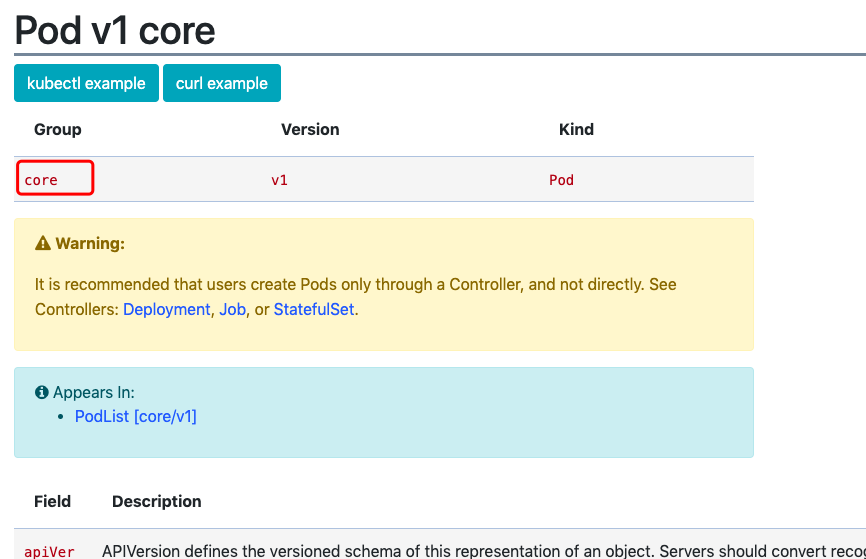 Pod v1 core
kubectl example curl example
Group Version Kind
core v1 Pod
Warning:
It is recommended that users create Pods only through a Controller, and not directly. See
Controllers: Deployment, Job, or StatefulSet.
Appears In:
• PodList [core/v1]
Field Description
apiVer APIVersion defines the versioned schema of this representation of an object. Servers should convert recog